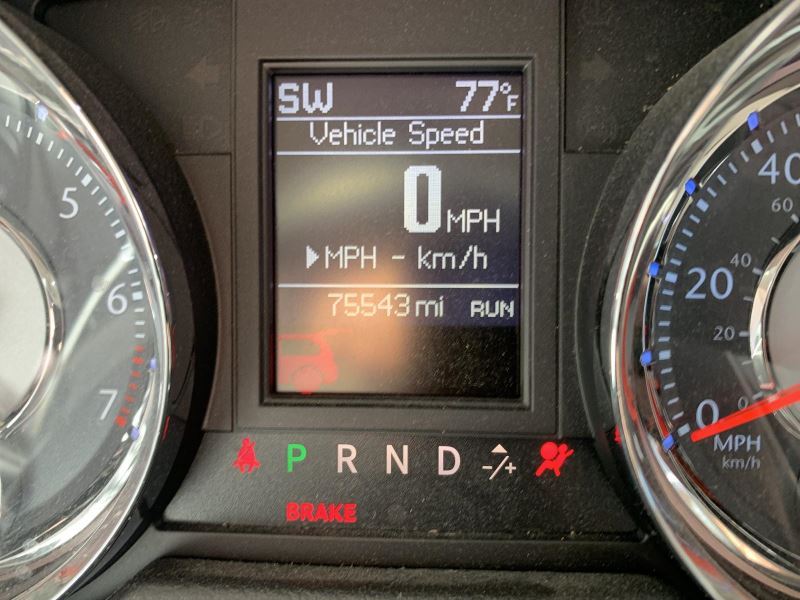 SW 77°F
Vehicle Speed
0 MPH
MPH - km/h
75543 mi RUN
5
6
7
40
60
40
20
20
0
0
MPH
km/h
P R N D -/+
BRAKE